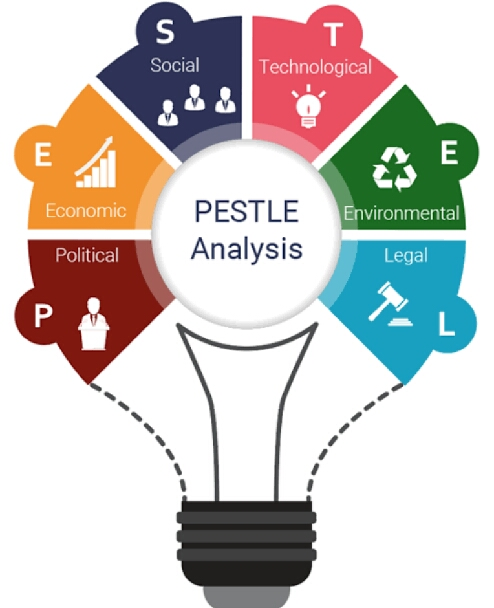 P
Political
E
Economic
S
Social
T
Technological
E
Environmental
L
Legal
PESTLE
Analysis